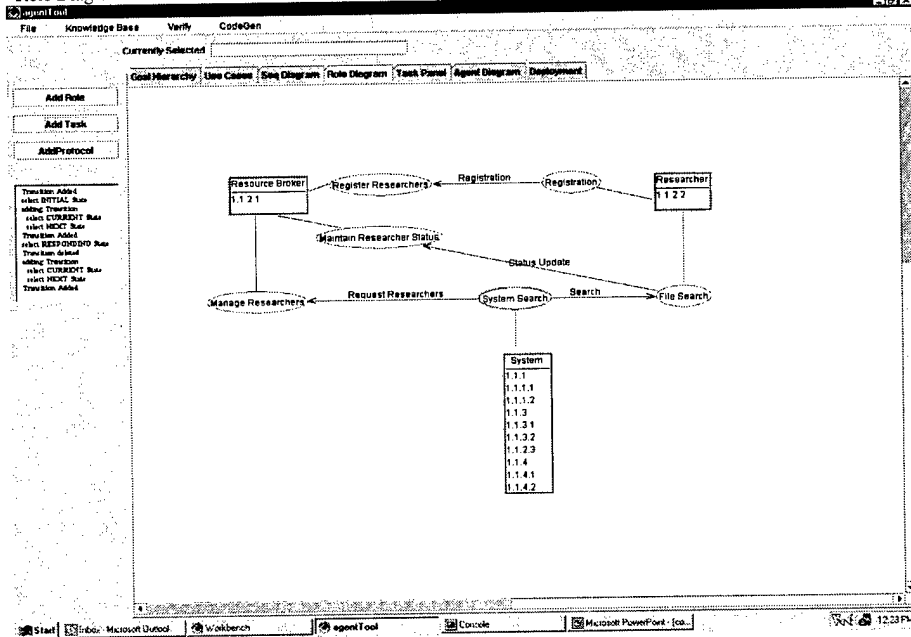 agentTool
File Knowledge Base Verify CodeGen
Currently Selected
Goal Hierarchy Use Cases Seq Diagram Role Diagram Task Panel Agent Diagram Deployment
Add Role
Add Task
AddProtocol
Transition Added
select INITIAL State
adding Transition
select CURRENT State
select NEXT State
Transition Added
select RESPONDING State
Transition deleted
adding Transition
select CURRENT State
select NEXT State
Transition Added
Resource Broker
1.1.2.1
Register Researchers
Registration
Registration
Researcher
1.1.2.2
Maintain Researcher Status
Status Update
Manage Researchers
Request Researchers
System Search
Search
File Search
System
1.1.1
1.1.1.1
1.1.1.2
1.1.3
1.1.3.1
1.1.3.2
1.1.2.3
1.1.4
1.1.4.1
1.1.4.2
Start Inbox - Microsoft Outlook Workbench agentTool Console Microsoft PowerPoint - [co... 12:23 PM